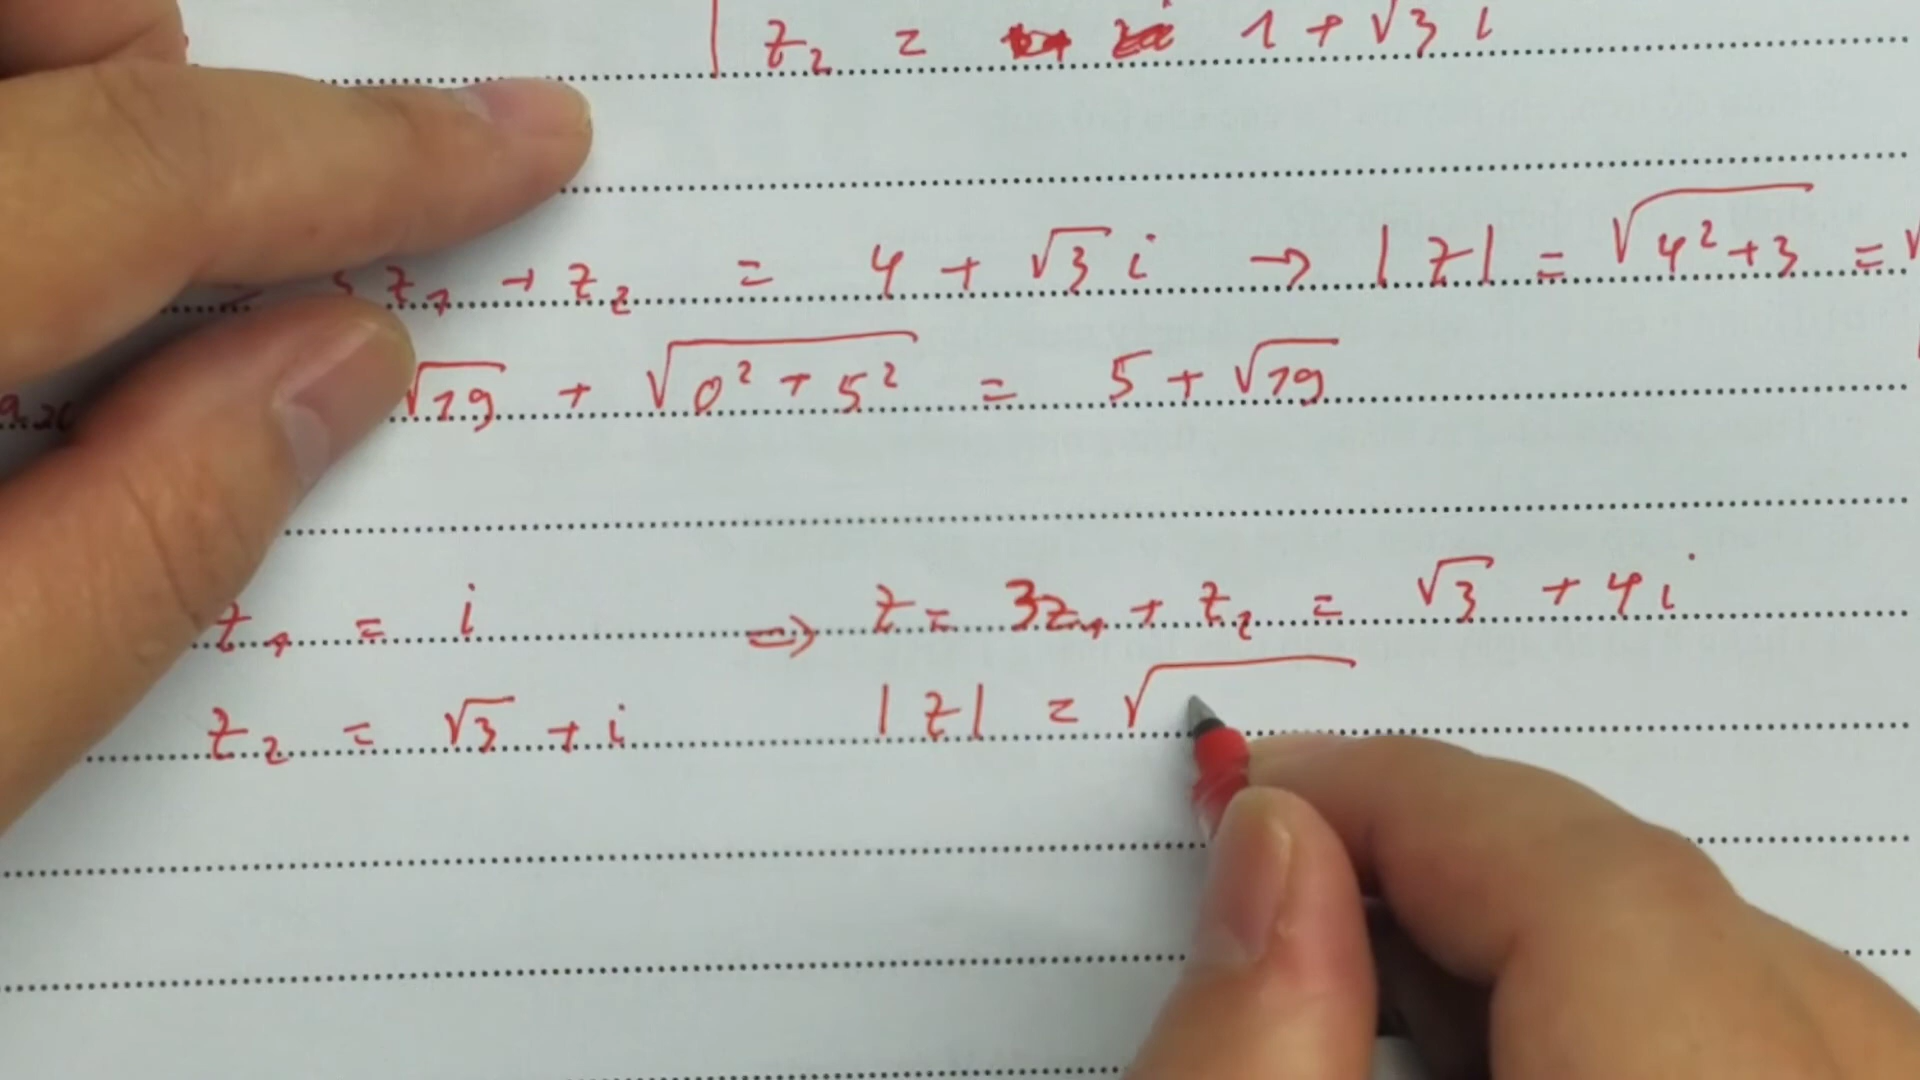 z₂ = 1 + √3 i
3 z₁ + z₂ = 4 + √3 i → |z| = √(4² + 3) = √
√19 + √(0² + 5²) = 5 + √19
z₁ = i ⇒ z = 3z₁ + z₂ = √3 + 4i
z₂ = √3 + i |z| = √